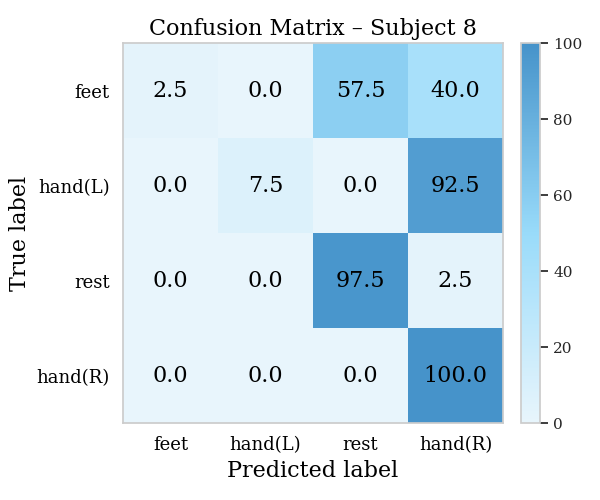 Confusion Matrix – Subject 8
True label
feet 2.5 0.0 57.5 40.0
hand(L) 0.0 7.5 0.0 92.5
rest 0.0 0.0 97.5 2.5
hand(R) 0.0 0.0 0.0 100.0
feet hand(L) rest hand(R)
Predicted label
100
80
60
40
20
0